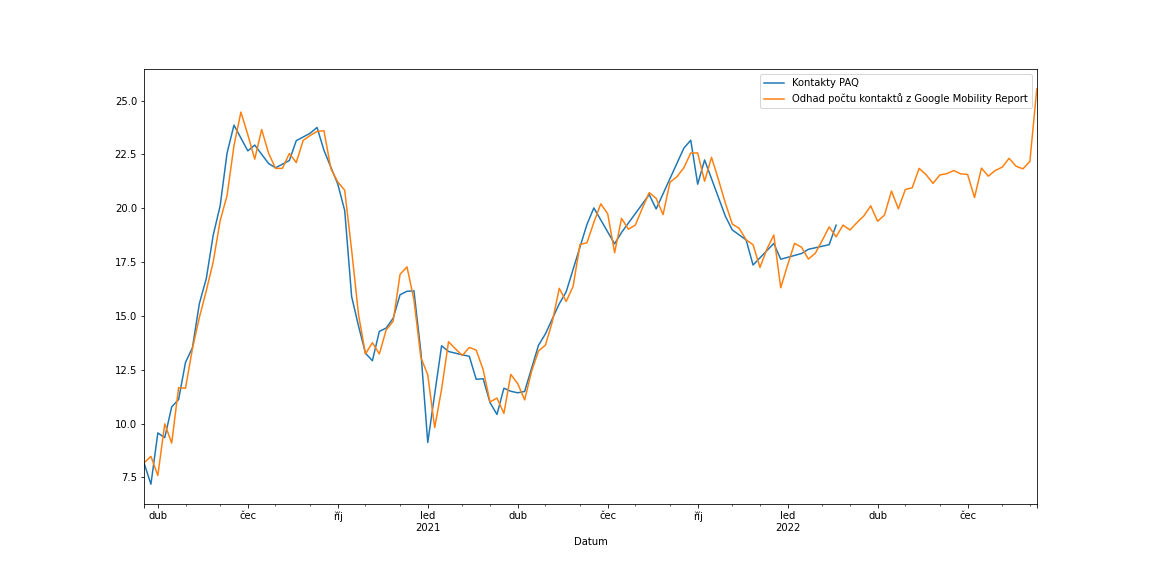 Kontakty PAQ
Odhad počtu kontaktů z Google Mobility Report
25.0
22.5
20.0
17.5
15.0
12.5
10.0
7.5
dub čec říj led dub čec říj led dub čec
2021 2022
Datum